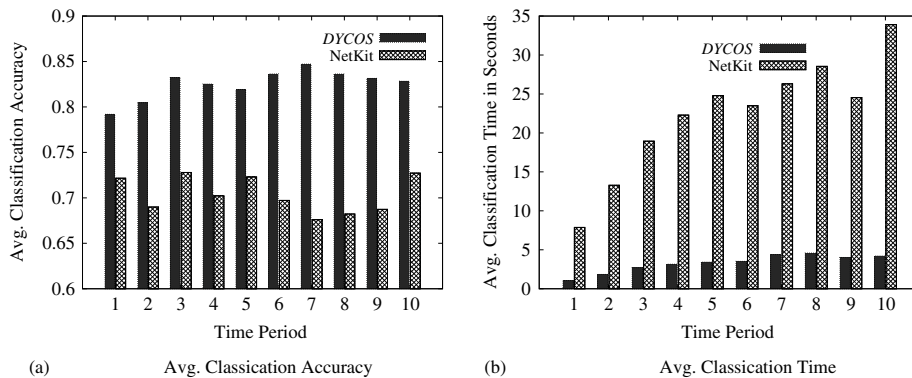 0.9
0.85
0.8
0.75
0.7
0.65
0.6
Avg. Classification Accuracy
DYCOS
NetKit
1 2 3 4 5 6 7 8 9 10
Time Period
(a) Avg. Classication Accuracy
35
30
25
20
15
10
5
0
Avg. Classification Time in Seconds
DYCOS
NetKit
1 2 3 4 5 6 7 8 9 10
Time Period
(b) Avg. Classication Time